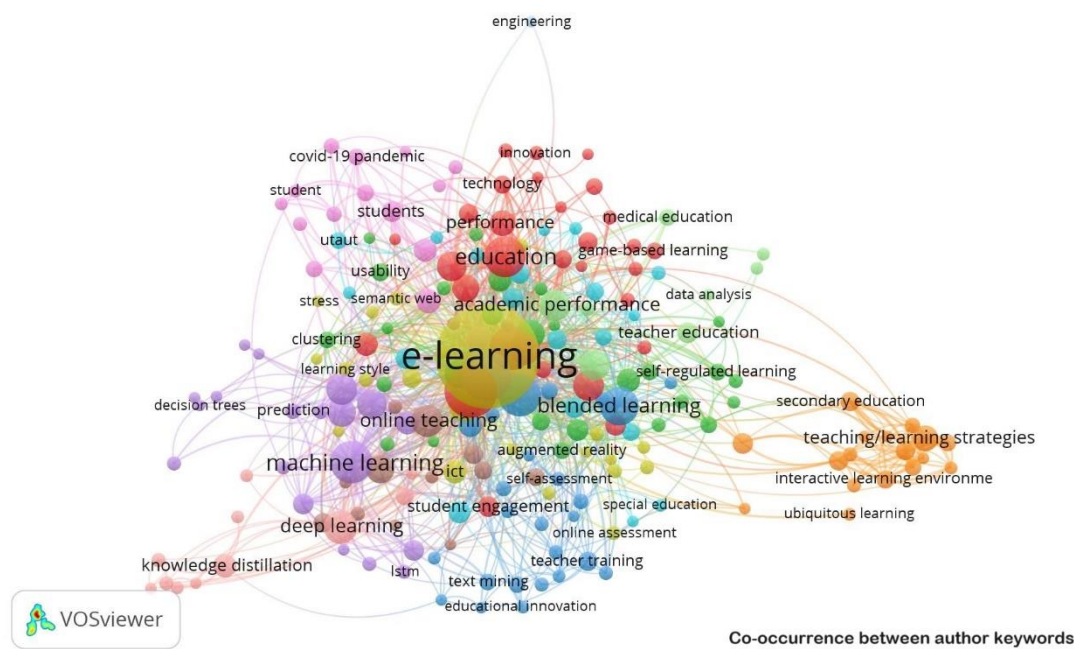 engineering
innovation
covid-19 pandemic
technology
student
students
performance
medical education
utaut
education
game-based learning
usability
stress
semantic web
academic performance
data analysis
clustering
teacher education
e-learning
learning style
self-regulated learning
decision trees
prediction
online teaching
blended learning
secondary education
teaching/learning strategies
augmented reality
machine learning
ict
self-assessment
interactive learning environme
student engagement
special education
ubiquitous learning
deep learning
online assessment
knowledge distillation
lstm
teacher training
text mining
educational innovation
VOSviewer
Co-occurrence between author keywords